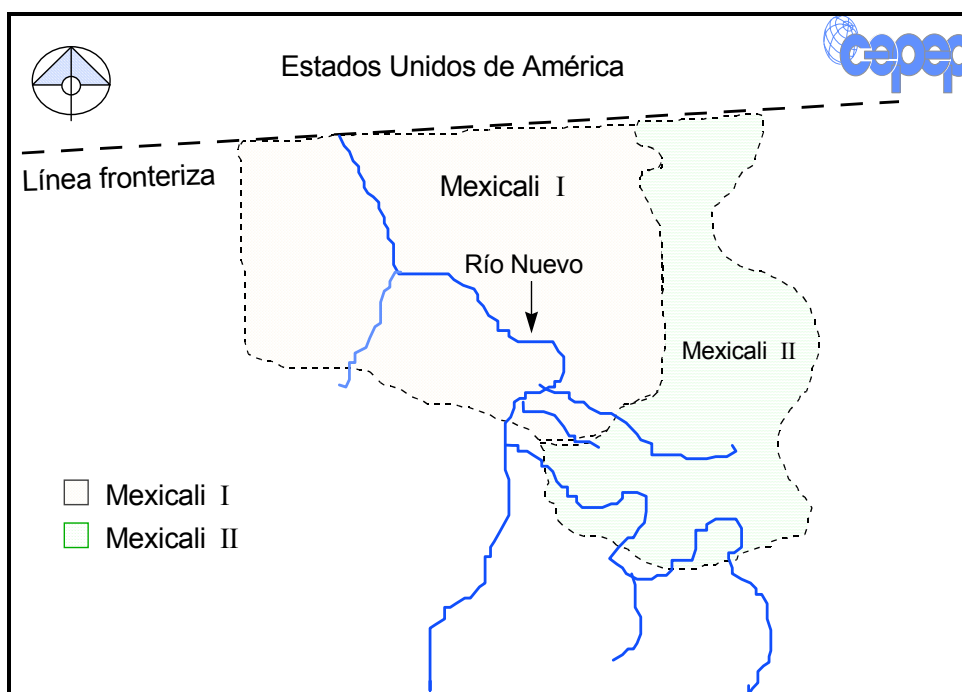 Estados Unidos de América
cepep
Línea fronteriza
Mexicali I
Río Nuevo
Mexicali II
Mexicali I
Mexicali II